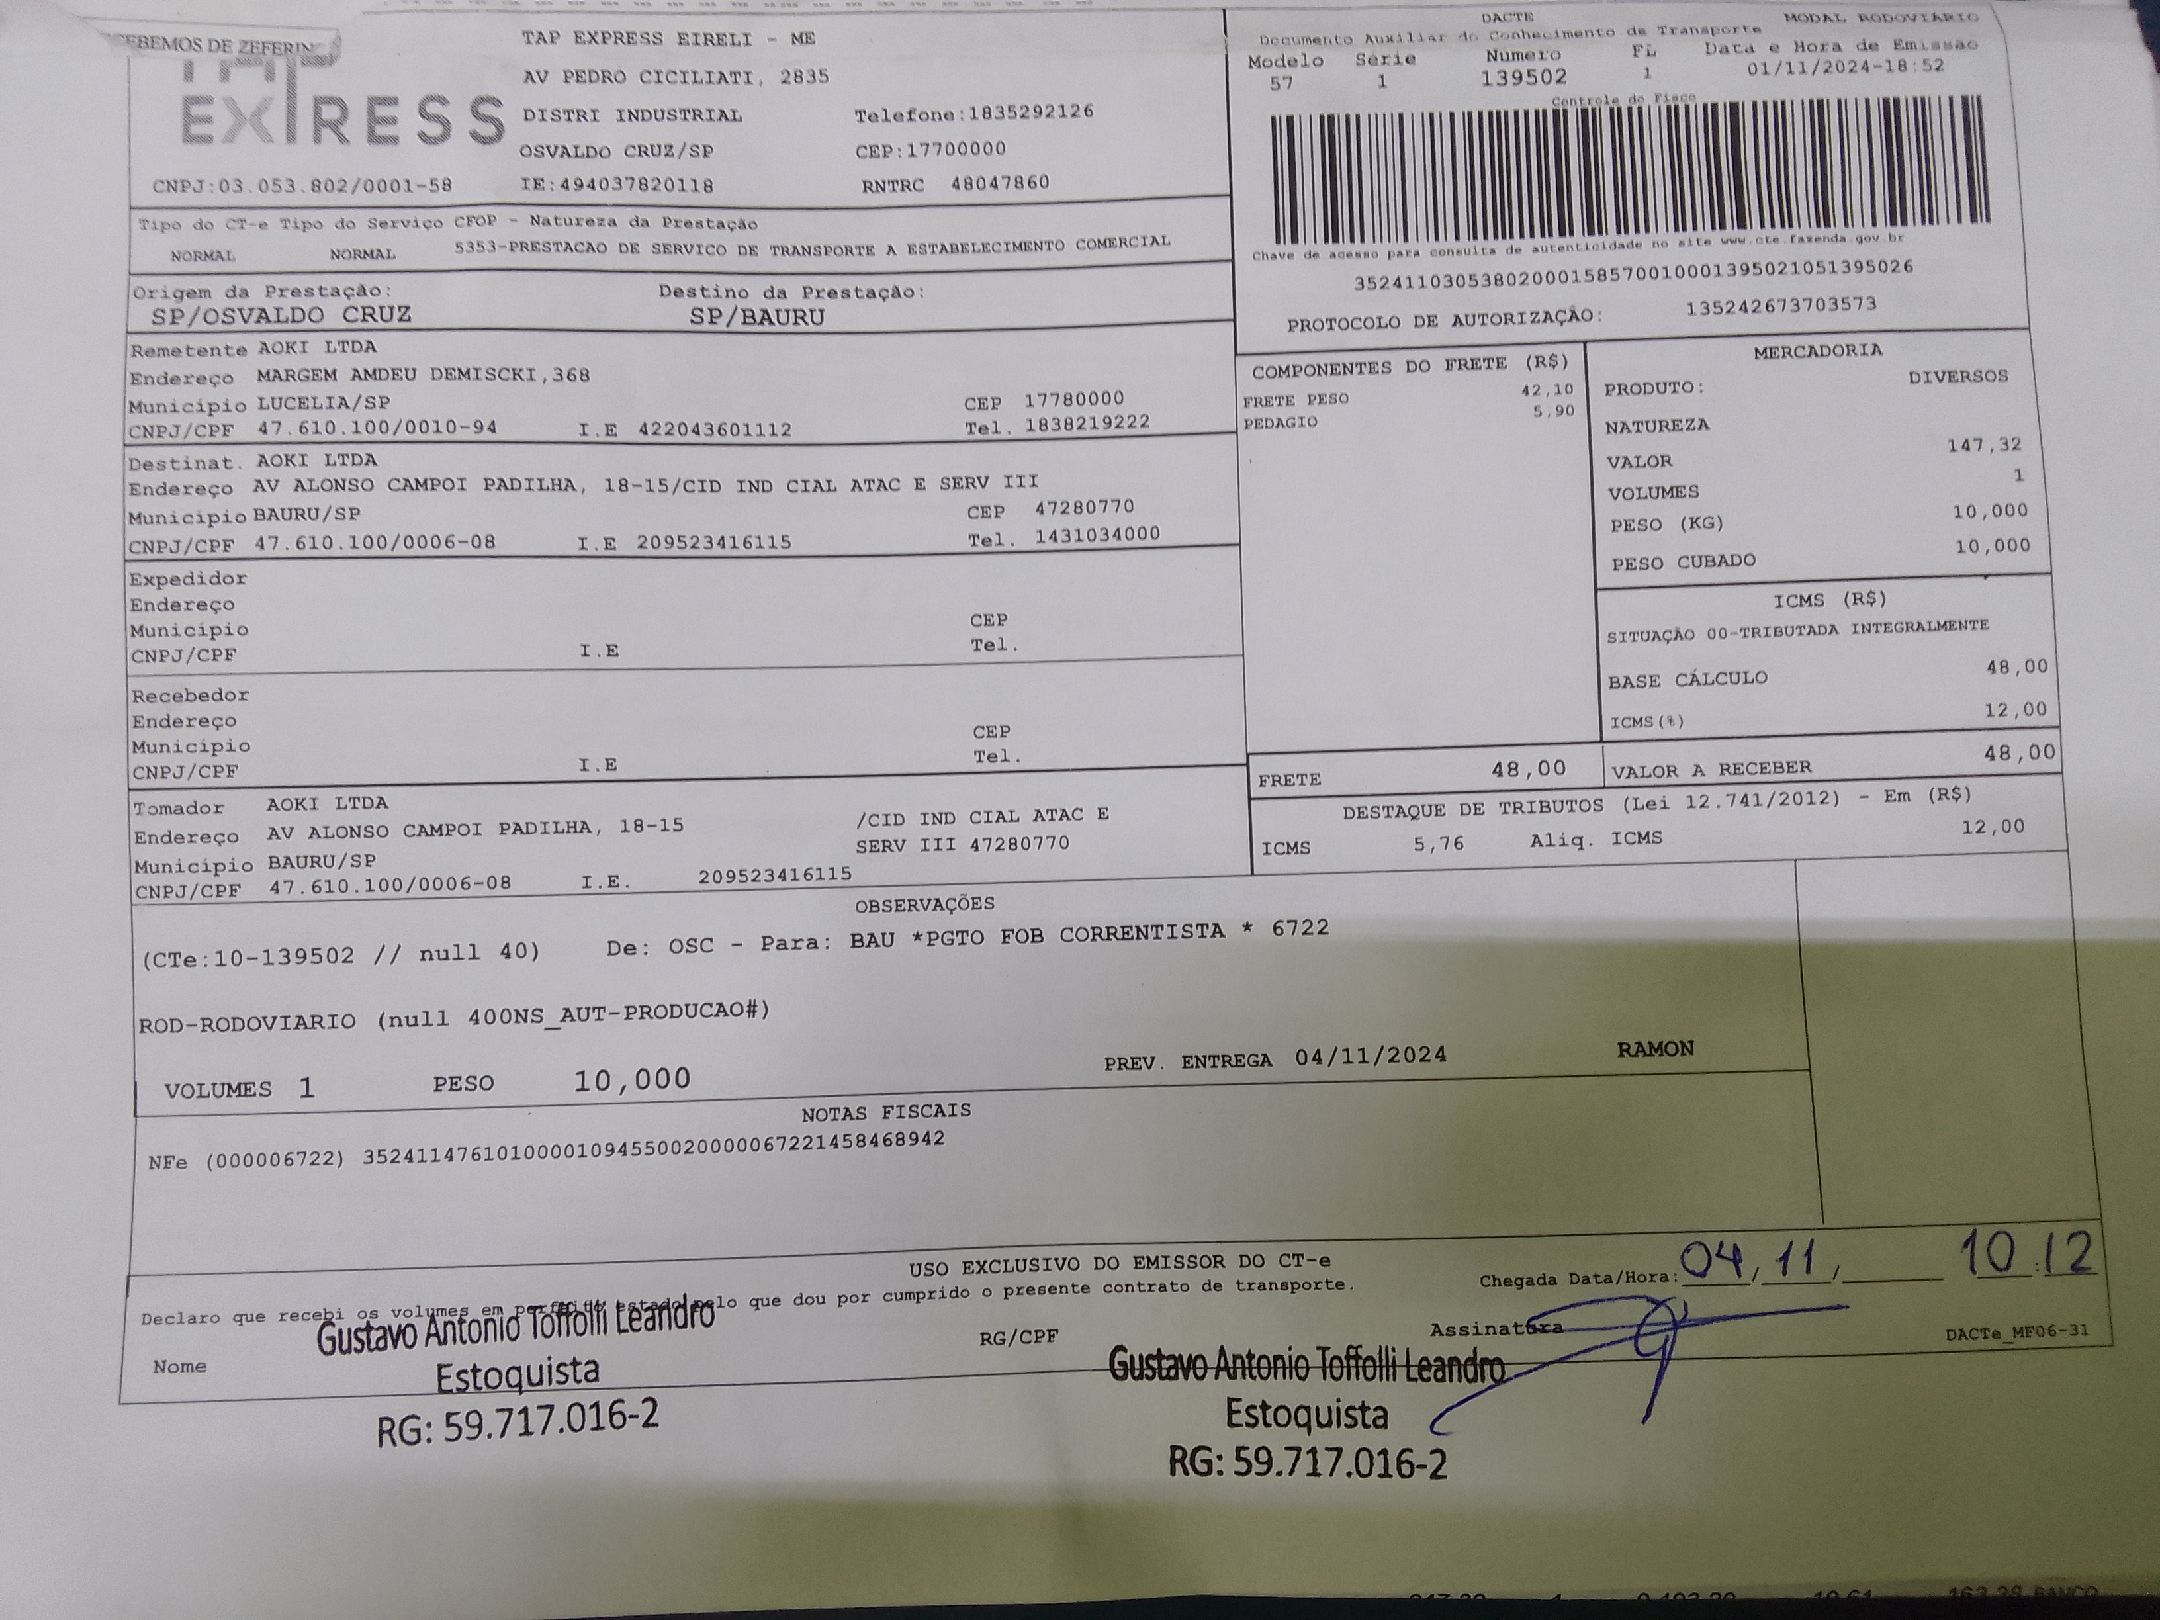 EBEMOS DE ZEFERIN
TAP
EXPRESS
TAP EXPRESS EIRELI - ME
AV PEDRO CICILIATI, 2835
DISTRI INDUSTRIAL Telefone:1835292126
OSVALDO CRUZ/SP CEP:17700000
CNPJ:03.053.802/0001-58 IE:494037820118 RNTRC 48047860
DACTE MODAL RODOVIÁRIO
Documento Auxiliar do Conhecimento de Transporte
Modelo Série Número FL Data e Hora de Emissão
57 1 139502 1 01/11/2024-18:52
Controle do Fisco
Chave de acesso para consulta de autenticidade no site www.cte.fazenda.gov.br
35241103053802000158570010001395021051395026
PROTOCOLO DE AUTORIZAÇÃO: 135242673703573
Tipo do CT-e Tipo do Serviço CFOP - Natureza da Prestação
NORMAL NORMAL 5353-PRESTACAO DE SERVICO DE TRANSPORTE A ESTABELECIMENTO COMERCIAL
Origem da Prestação: Destino da Prestação:
SP/OSVALDO CRUZ SP/BAURU
Remetente AOKI LTDA
Endereço MARGEM AMDEU DEMISCKI,368
Município LUCELIA/SP CEP 17780000
CNPJ/CPF 47.610.100/0010-94 I.E 422043601112 Tel. 1838219222
Destinat. AOKI LTDA
Endereço AV ALONSO CAMPOI PADILHA, 18-15/CID IND CIAL ATAC E SERV III
Município BAURU/SP CEP 47280770
CNPJ/CPF 47.610.100/0006-08 I.E 209523416115 Tel. 1431034000
Expedidor
Endereço
Município CEP
CNPJ/CPF I.E Tel.
Recebedor
Endereço
Município CEP
CNPJ/CPF I.E Tel.
Tomador AOKI LTDA
Endereço AV ALONSO CAMPOI PADILHA, 18-15 /CID IND CIAL ATAC E
Município BAURU/SP SERV III 47280770
CNPJ/CPF 47.610.100/0006-08 I.E. 209523416115
COMPONENTES DO FRETE (R$)
FRETE PESO 42,10
PEDAGIO 5,90
MERCADORIA
PRODUTO: DIVERSOS
NATUREZA
VALOR 147,32
VOLUMES 1
PESO (KG) 10,000
PESO CUBADO 10,000
ICMS (R$)
SITUAÇÃO 00-TRIBUTADA INTEGRALMENTE
BASE CÁLCULO 48,00
ICMS(%) 12,00
FRETE 48,00 VALOR A RECEBER 48,00
DESTAQUE DE TRIBUTOS (Lei 12.741/2012) - Em (R$)
ICMS 5,76 Aliq. ICMS 12,00
OBSERVAÇÕES
(CTe:10-139502 // null 40) De: OSC - Para: BAU *PGTO FOB CORRENTISTA * 6722
ROD-RODOVIARIO (null 400NS_AUT-PRODUCAO#)
VOLUMES 1 PESO 10,000 PREV. ENTREGA 04/11/2024 RAMON
NOTAS FISCAIS
NFe (000006722) 35241147610100001094550020000067221458468942
USO EXCLUSIVO DO EMISSOR DO CT-e
Declaro que recebi os volumes em perfeito estado pelo que dou por cumprido o presente contrato de transporte.
Chegada Data/Hora: 04/11/ 10:12
Nome RG/CPF Assinatura DACTe_MF06-31
Gustavo Antonio Toffolli Leandro
Estoquista
RG: 59.717.016-2
Gustavo Antonio Toffolli Leandro
Estoquista
RG: 59.717.016-2